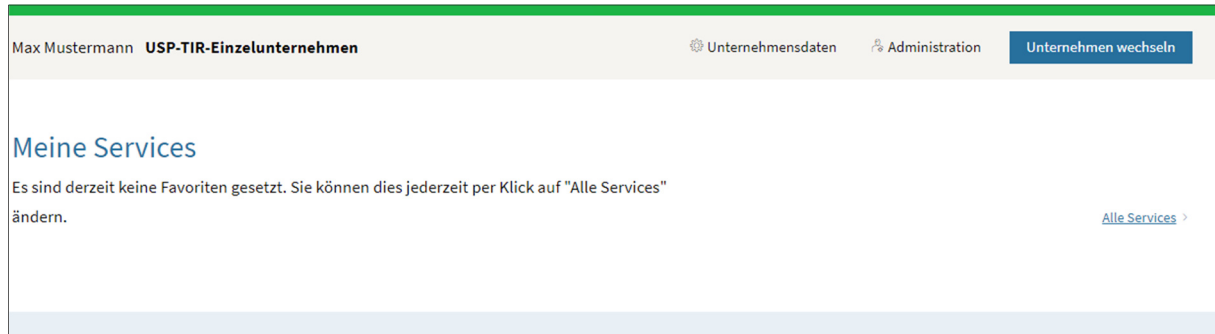 Max Mustermann USP-TIR-Einzelunternehmen Unternehmensdaten Administration Unternehmen wechseln
Meine Services
Es sind derzeit keine Favoriten gesetzt. Sie können dies jederzeit per Klick auf "Alle Services"
ändern.
Alle Services